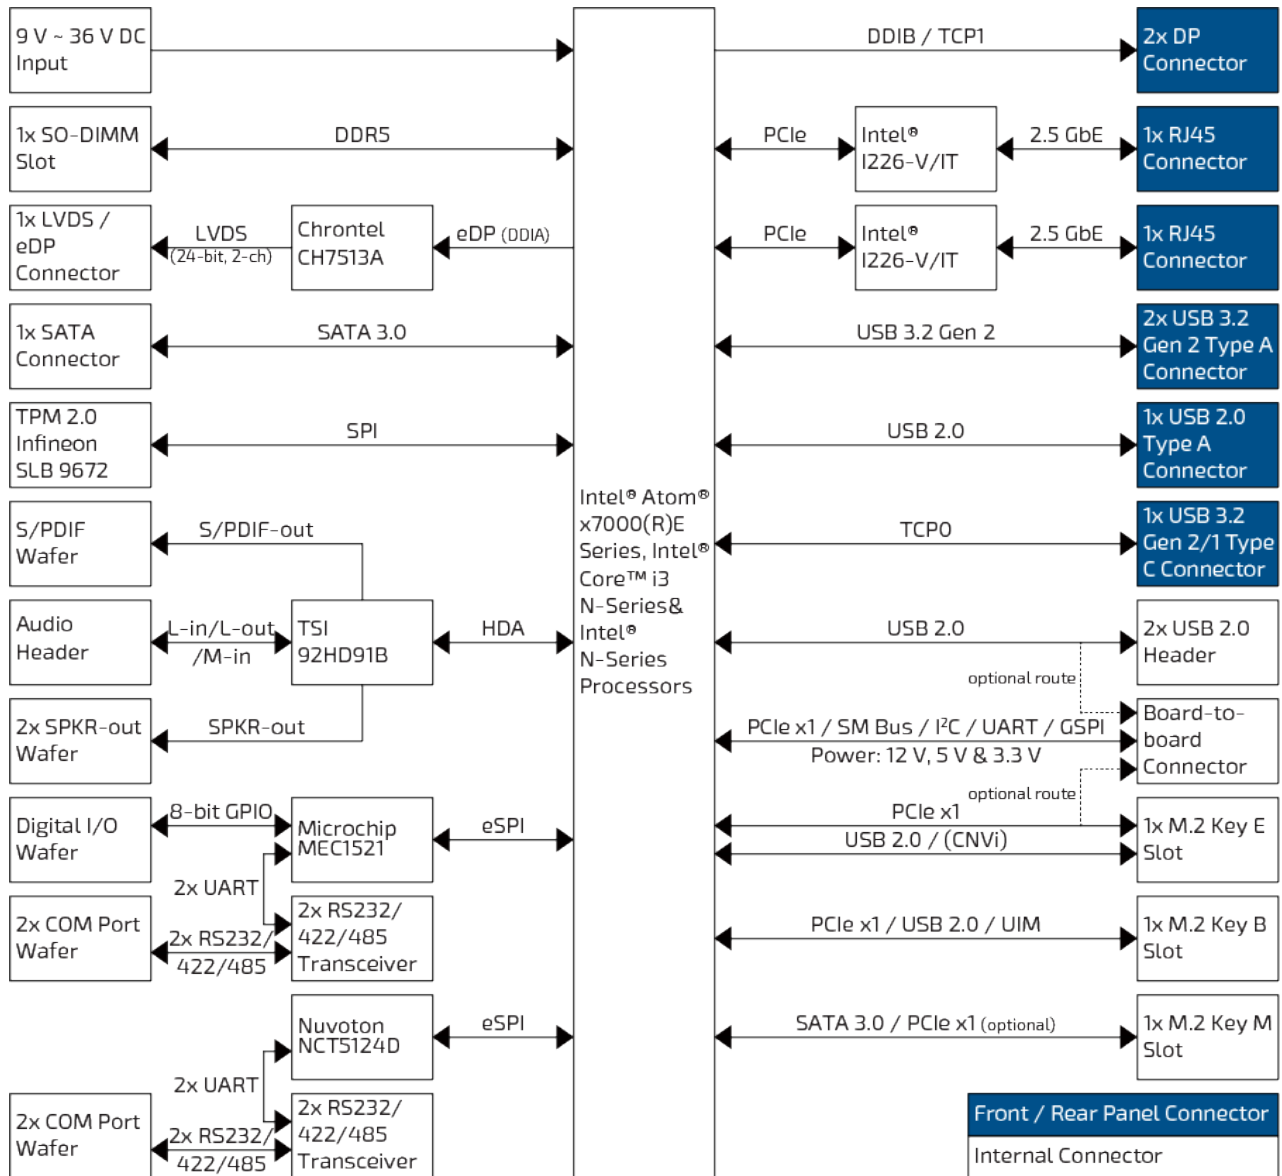 9 V ~ 36 V DC
Input
DDIB / TCP1
2x DP
Connector
1x SO-DIMM
Slot
DDR5
PCIe
Intel®
I226-V/IT
2.5 GbE
1x RJ45
Connector
1x LVDS /
eDP
Connector
LVDS
(24-bit, 2-ch)
Chrontel
CH7513A
eDP (DDIA)
PCIe
Intel®
I226-V/IT
2.5 GbE
1x RJ45
Connector
1x SATA
Connector
SATA 3.0
USB 3.2 Gen 2
2x USB 3.2
Gen 2 Type A
Connector
TPM 2.0
Infineon
SLB 9672
SPI
USB 2.0
1x USB 2.0
Type A
Connector
Intel® Atom®
x7000(R)E
Series, Intel®
Core™ i3
N-Series&
Intel®
N-Series
Processors
S/PDIF
Wafer
S/PDIF-out
TCP0
1x USB 3.2
Gen 2/1 Type
C Connector
Audio
Header
L-in/L-out
/M-in
TSI
92HD91B
HDA
USB 2.0
2x USB 2.0
Header
optional route
2x SPKR-out
Wafer
SPKR-out
PCIe x1 / SM Bus / I²C / UART / GSPI
Power: 12 V, 5 V & 3.3 V
Board-to-
board
Connector
optional route
Digital I/O
Wafer
8-bit GPIO
Microchip
MEC1521
eSPI
PCIe x1
USB 2.0 / (CNVi)
1x M.2 Key E
Slot
2x UART
2x COM Port
Wafer
2x RS232/
422/485
2x RS232/
422/485
Transceiver
PCIe x1 / USB 2.0 / UIM
1x M.2 Key B
Slot
Nuvoton
NCT5124D
eSPI
SATA 3.0 / PCIe x1 (optional)
1x M.2 Key M
Slot
2x UART
2x COM Port
Wafer
2x RS232/
422/485
2x RS232/
422/485
Transceiver
Front / Rear Panel Connector
Internal Connector